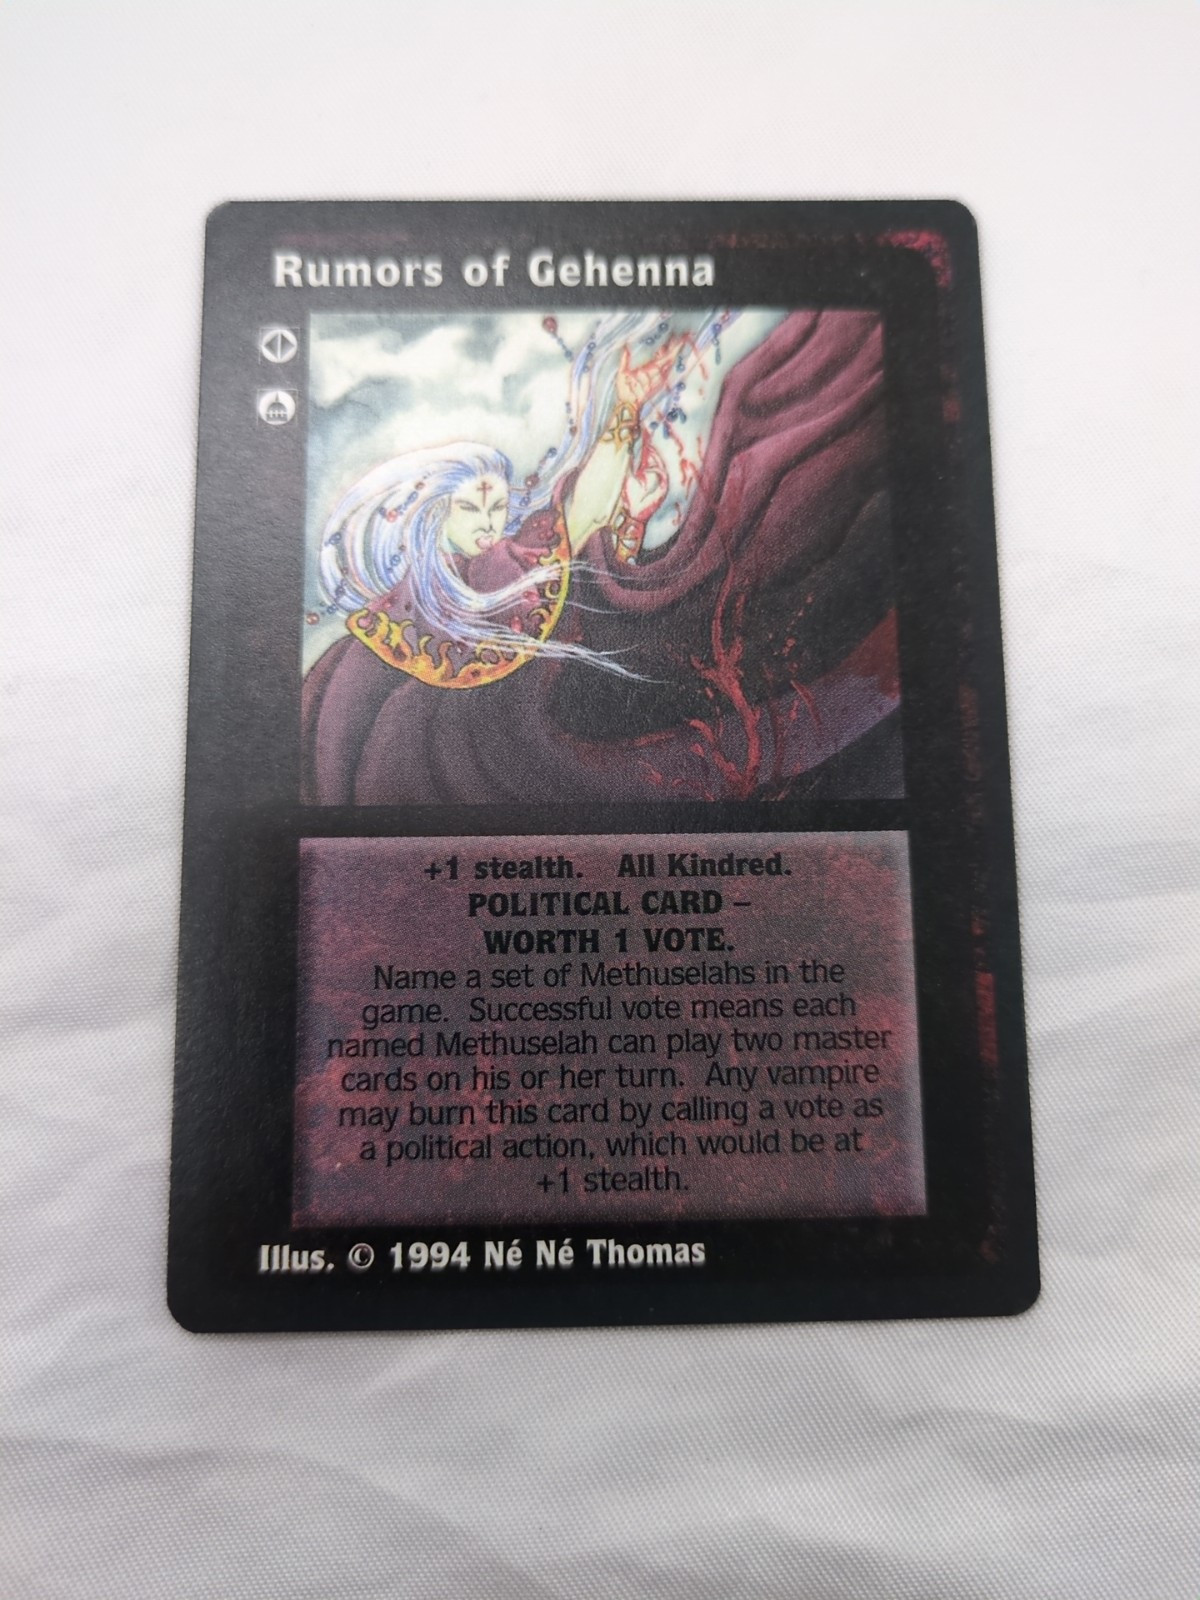 Rumors of Gehenna
+1 stealth. All Kindred.
POLITICAL CARD –
WORTH 1 VOTE.
Name a set of Methuselahs in the
game. Successful vote means each
named Methuselah can play two master
cards on his or her turn. Any vampire
may burn this card by calling a vote as
a political action, which would be at
+1 stealth.
Illus. © 1994 Né Né Thomas